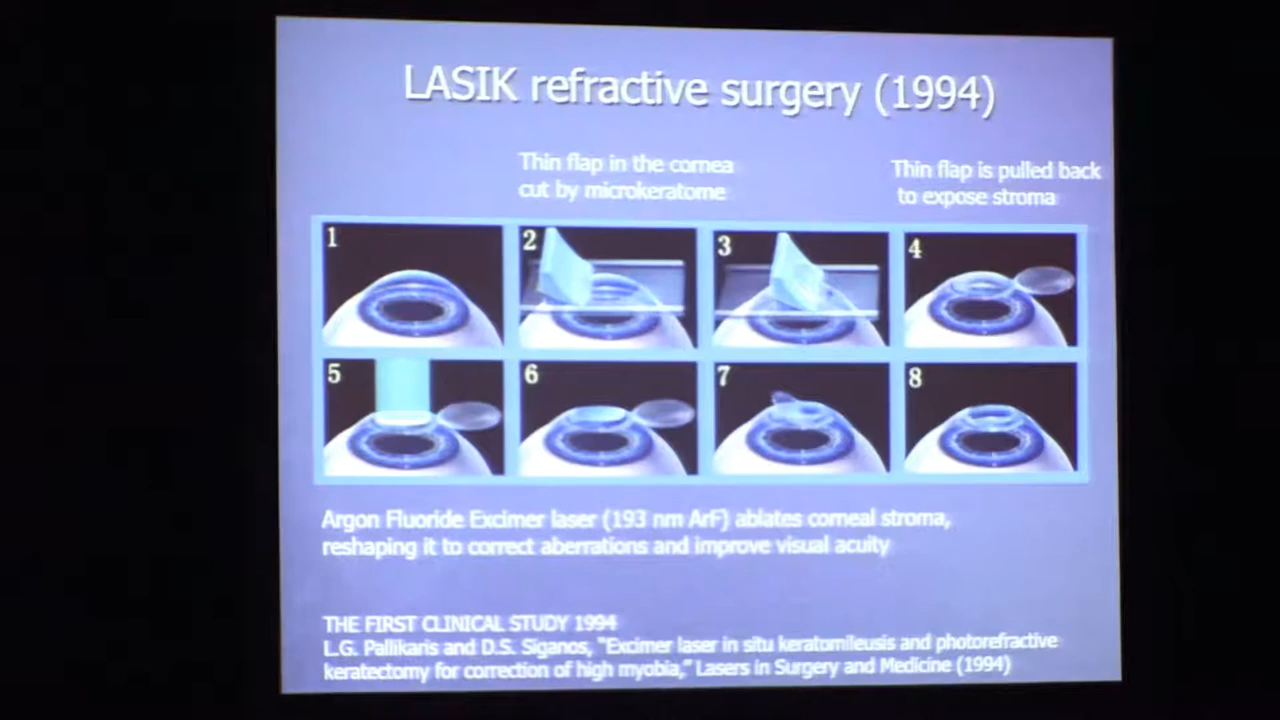 LASIK refractive surgery (1994)
Thin flap in the cornea
cut by microkeratome
Thin flap is pulled back
to expose stroma
1
2
3
4
5
6
7
8
Argon Fluoride Excimer laser (193 nm ArF) ablates corneal stroma,
reshaping it to correct aberrations and improve visual acuity
THE FIRST CLINICAL STUDY 1994
L.G. Pallikaris and D.S. Siganos, "Excimer laser in situ keratomileusis and photorefractive
keratectomy for correction of high myobia," Lasers in Surgery and Medicine (1994)